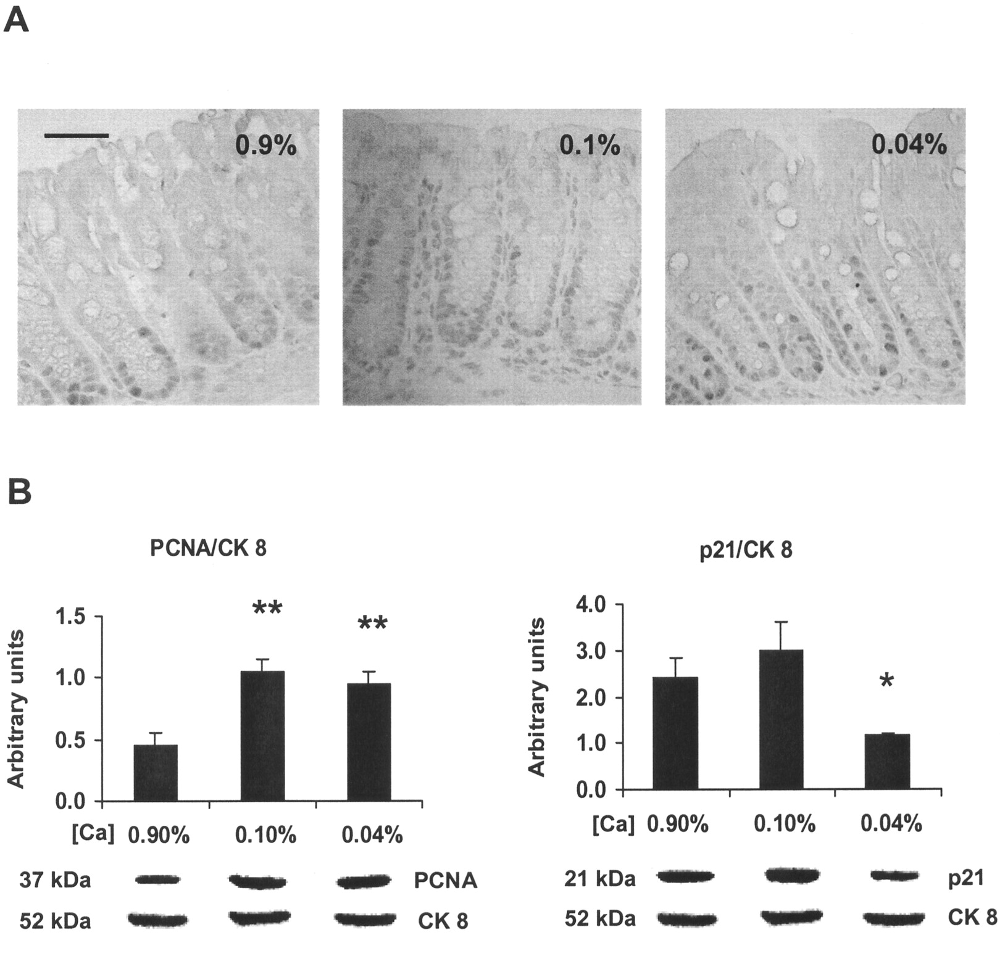 A
0.9%
0.1%
0.04%
B
PCNA/CK 8
Arbitrary units
1.5
1.0
0.5
0.0
**
**
[Ca] 0.90% 0.10% 0.04%
37 kDa PCNA
52 kDa CK 8
p21/CK 8
Arbitrary units
4.0
3.0
2.0
1.0
0.0
*
[Ca] 0.90% 0.10% 0.04%
21 kDa p21
52 kDa CK 8